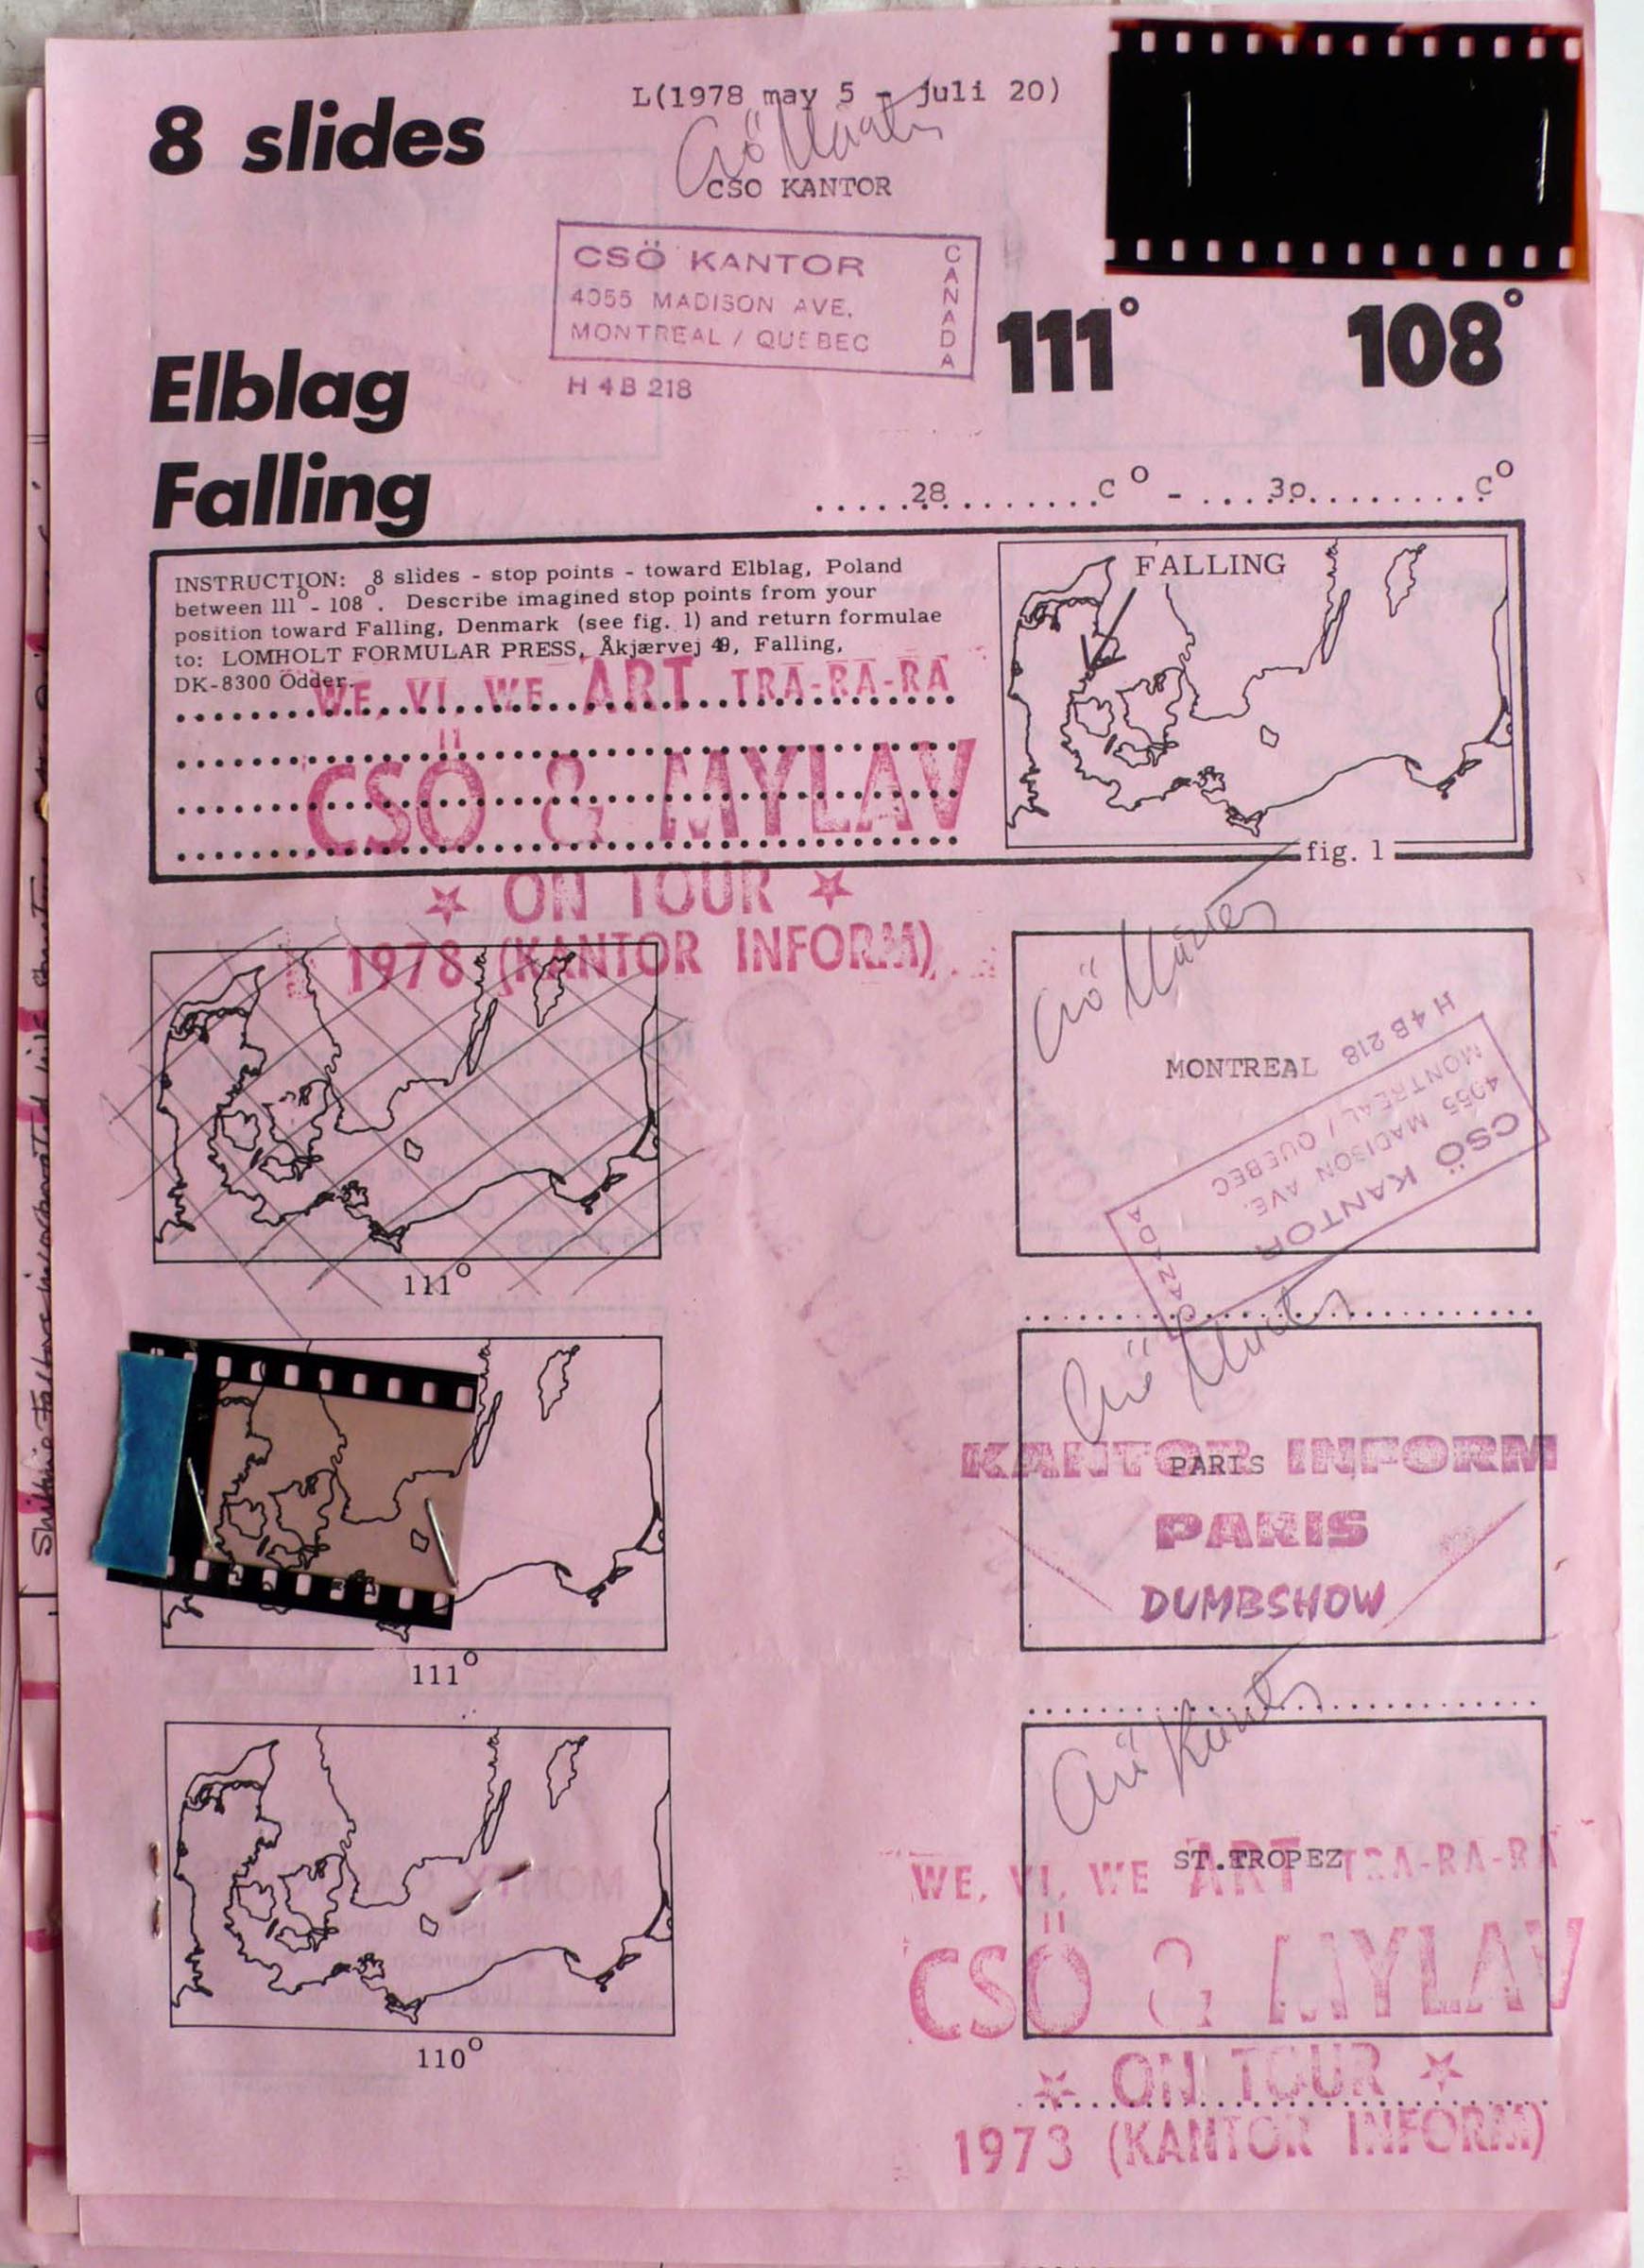 8 slides
L(1978 may 5 - juli 20)
CSO KANTOR
CSÖ KANTOR
4055 MADISON AVE.
MONTREAL / QUEBEC
CANADA
H 4B 218
111° 108°
Elblag
Falling
.....28.........C° - ....30.........C°
INSTRUCTION: 8 slides - stop points - toward Elblag, Poland
between 111° - 108°. Describe imagined stop points from your
position toward Falling, Denmark (see fig. 1) and return formulae
to: LOMHOLT FORMULAR PRESS, Åkjærvej 49, Falling,
DK-8300 Odder.
WE, VI, WE ART TRA-RA-RA
CSÖ & MYLAV
ON TOUR
1978 (KANTOR INFORM)
FALLING
fig. 1
111°
MONTREAL
H 4B 218
CSÖ KANTOR
4055 MADISON AVE.
MONTREAL / QUEBEC
CANADA
111°
KANTOR INFORM
PARIS
PARIS
DUMBSHOW
110°
ST.TROPEZ
WE, VI, WE ART TRA-RA-RA
CSÖ & MYLAV
ON TOUR
1973 (KANTOR INFORM)